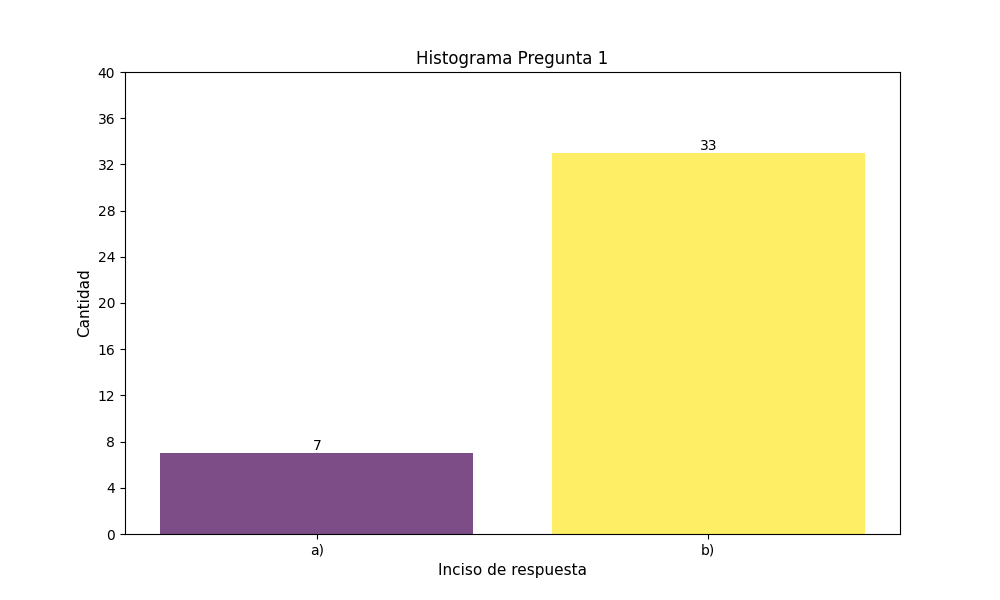 Histograma Pregunta 1
40
36
33
32
28
24
20
16
12
8
7
4
0
a)
b)
Cantidad
Inciso de respuesta